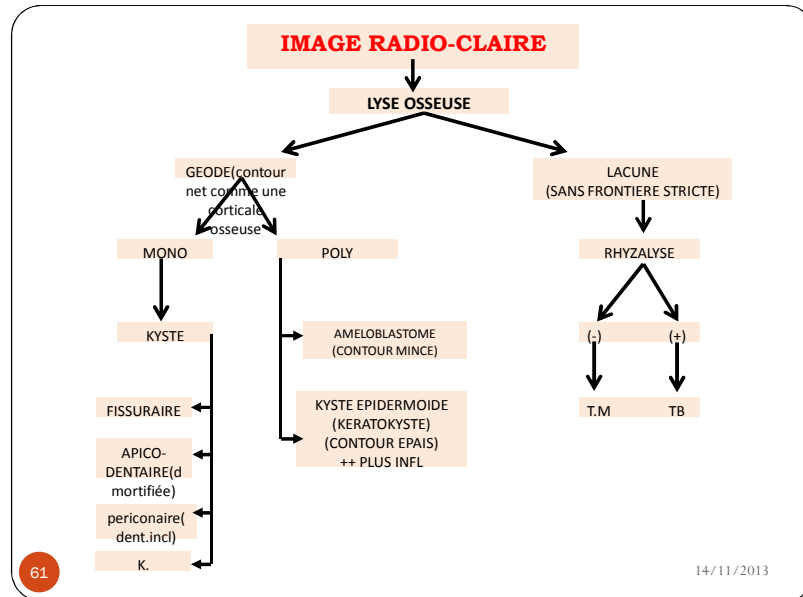 IMAGE RADIO-CLAIRE
LYSE OSSEUSE
GEODE(contour
net comme une
corticale
osseuse
LACUNE
(SANS FRONTIERE STRICTE)
MONO
POLY
RHYZALYSE
KYSTE
AMELOBLASTOME
(CONTOUR MINCE)
(-)
(+)
FISSURAIRE
KYSTE EPIDERMOIDE
(KERATOKYSTE)
(CONTOUR EPAIS)
++ PLUS INFL
T.M
TB
APICO-
DENTAIRE(d
mortifiée)
periconaire(
dent.incl)
K.
61
14/11/2013